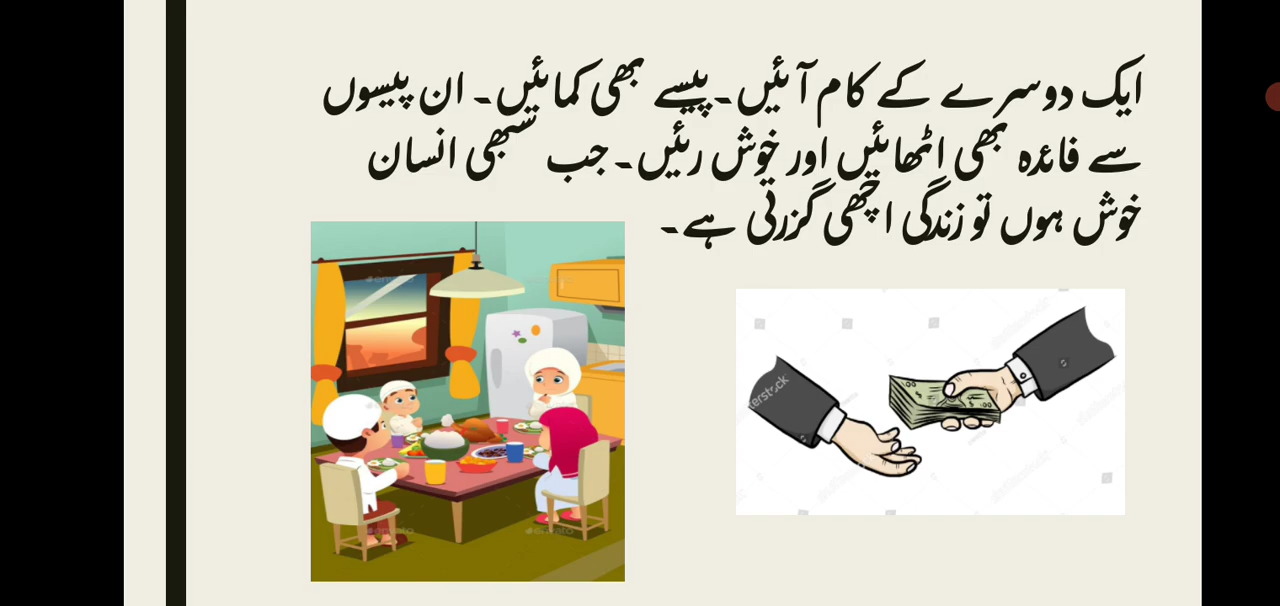 ایک دوسرے کے کام آئیں۔پیسے بھی کمائیں۔ ان پیسوں
سے فائدہ بھی اٹھائیں اور خوش رئیں۔ جب سبھی انسان
خوش ہوں تو زندگی اچھی گزرتی ہے۔